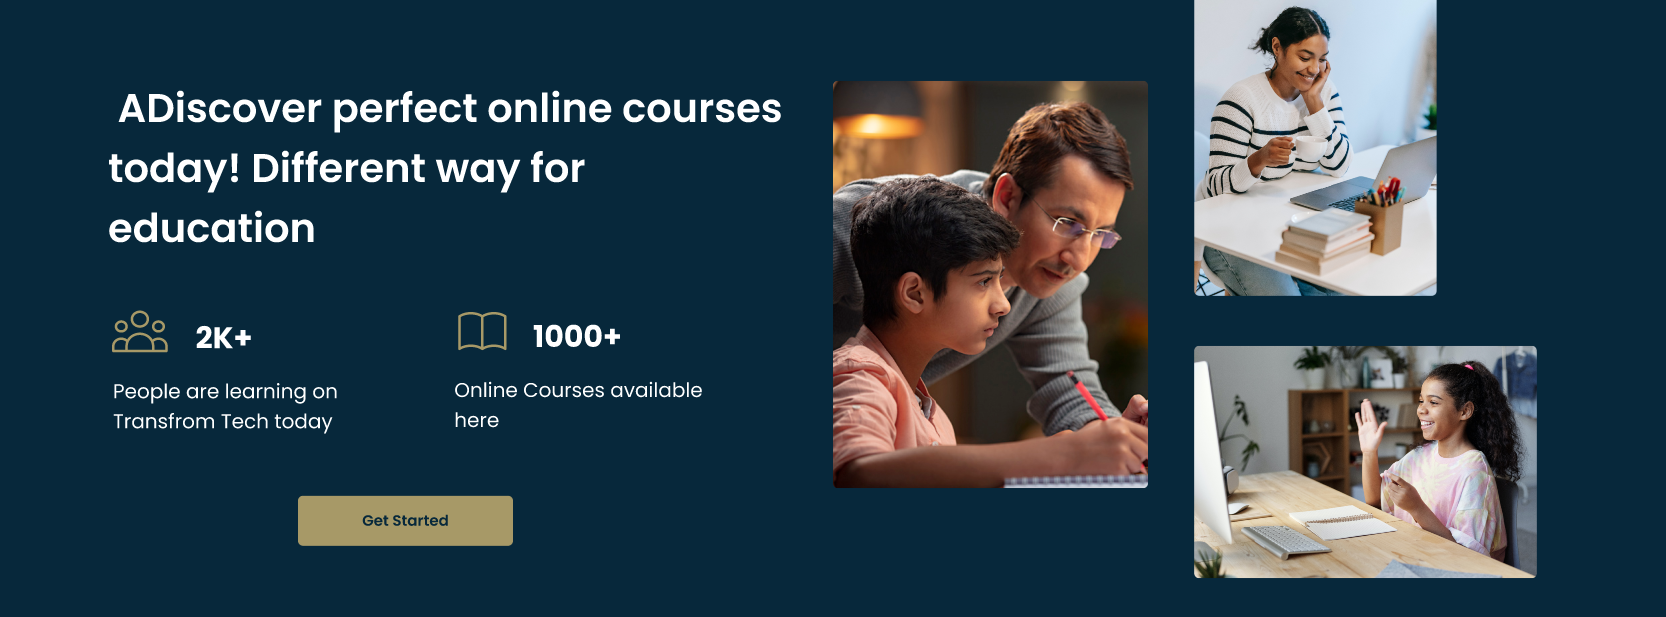 ADiscover perfect online courses
today! Different way for
education
2K+
People are learning on
Transfrom Tech today
1000+
Online Courses available
here
Get Started